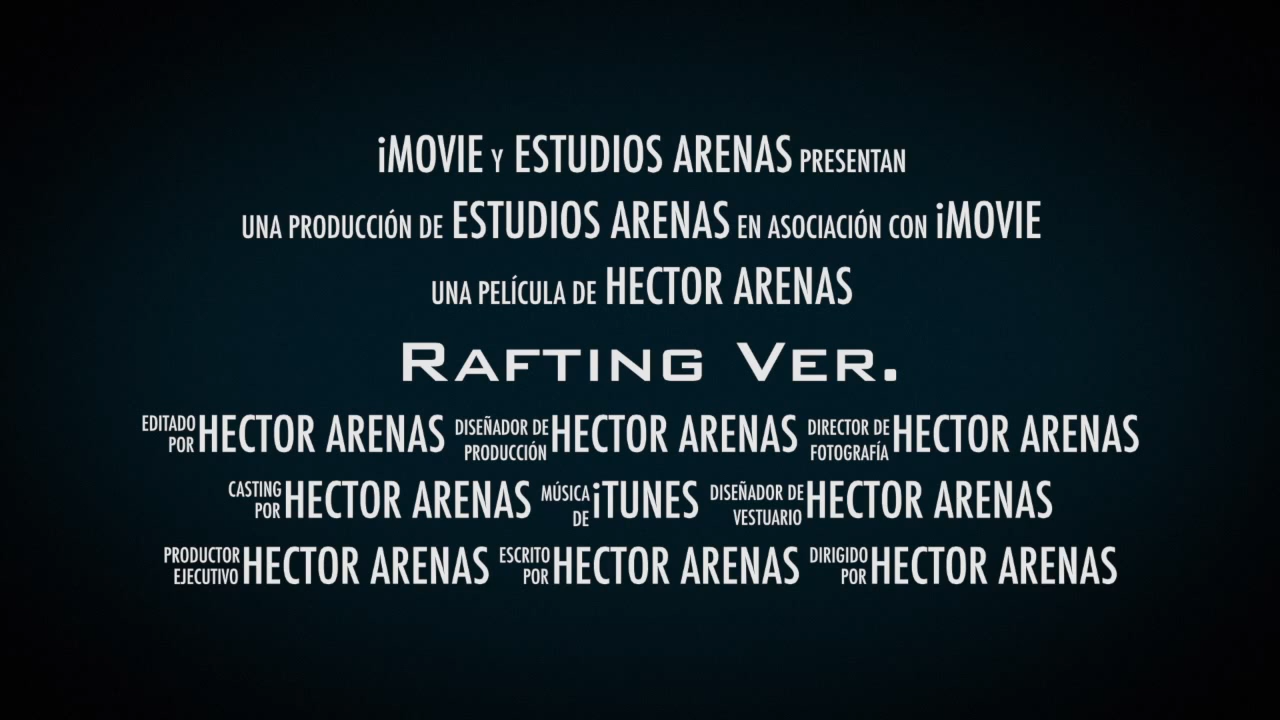 iMOVIE Y ESTUDIOS ARENAS PRESENTAN
UNA PRODUCCIÓN DE ESTUDIOS ARENAS EN ASOCIACIÓN CON iMOVIE
UNA PELÍCULA DE HECTOR ARENAS
RAFTING VER.
EDITADO POR HECTOR ARENAS DISEÑADOR DE PRODUCCIÓN HECTOR ARENAS DIRECTOR DE FOTOGRAFÍA HECTOR ARENAS
CASTING POR HECTOR ARENAS MÚSICA DE iTUNES DISEÑADOR DE VESTUARIO HECTOR ARENAS
PRODUCTOR EJECUTIVO HECTOR ARENAS ESCRITO POR HECTOR ARENAS DIRIGIDO POR HECTOR ARENAS